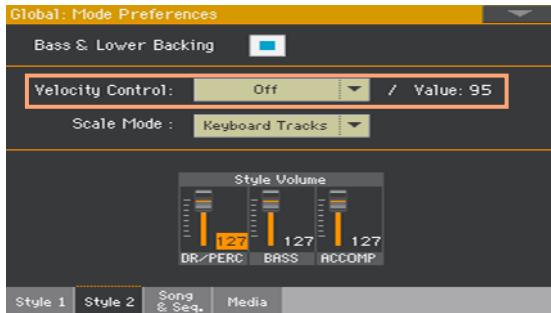 Global: Mode Preferences
Bass & Lower Backing
Velocity Control: Off / Value: 95
Scale Mode : Keyboard Tracks
Style Volume
127 127 127
DR/PERC BASS ACCOMP
Style 1 Style 2 Song & Seq. Media